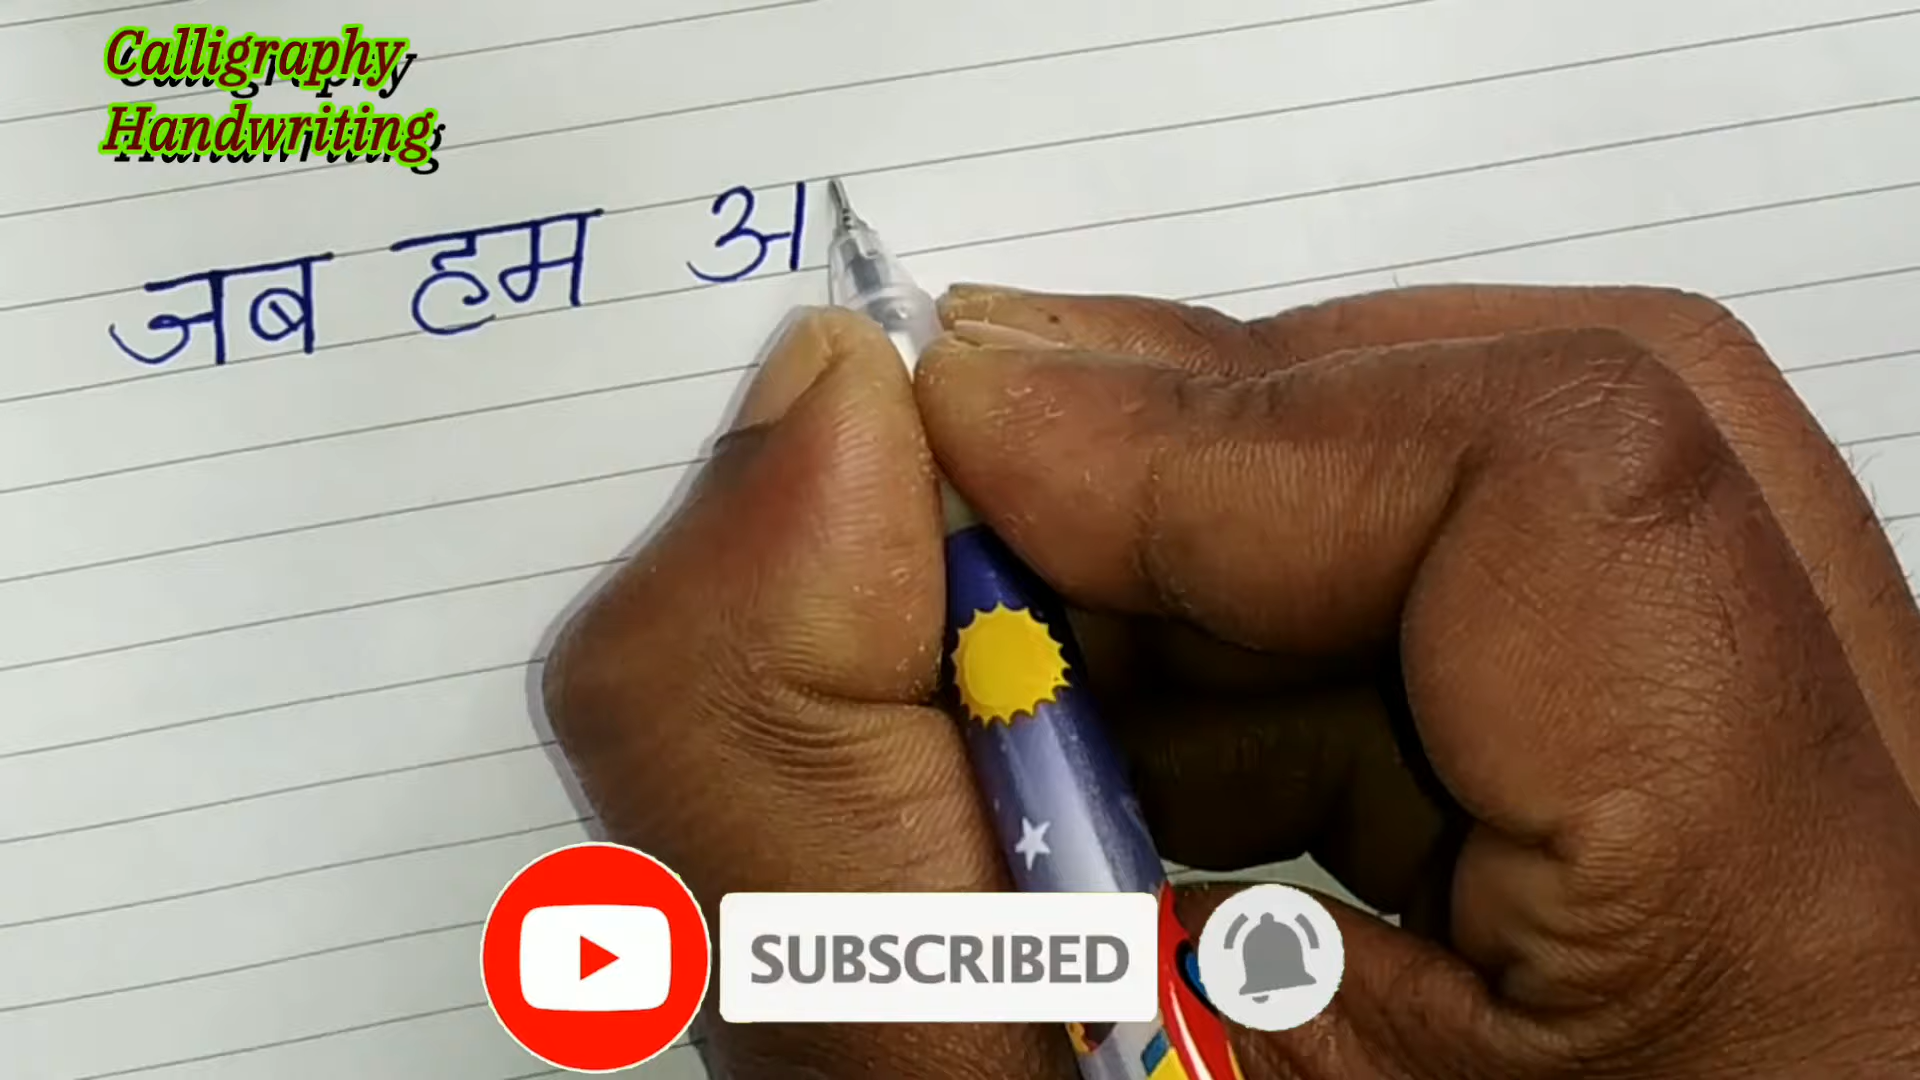 Calligraphy
Handwriting
जब हम अ
SUBSCRIBED